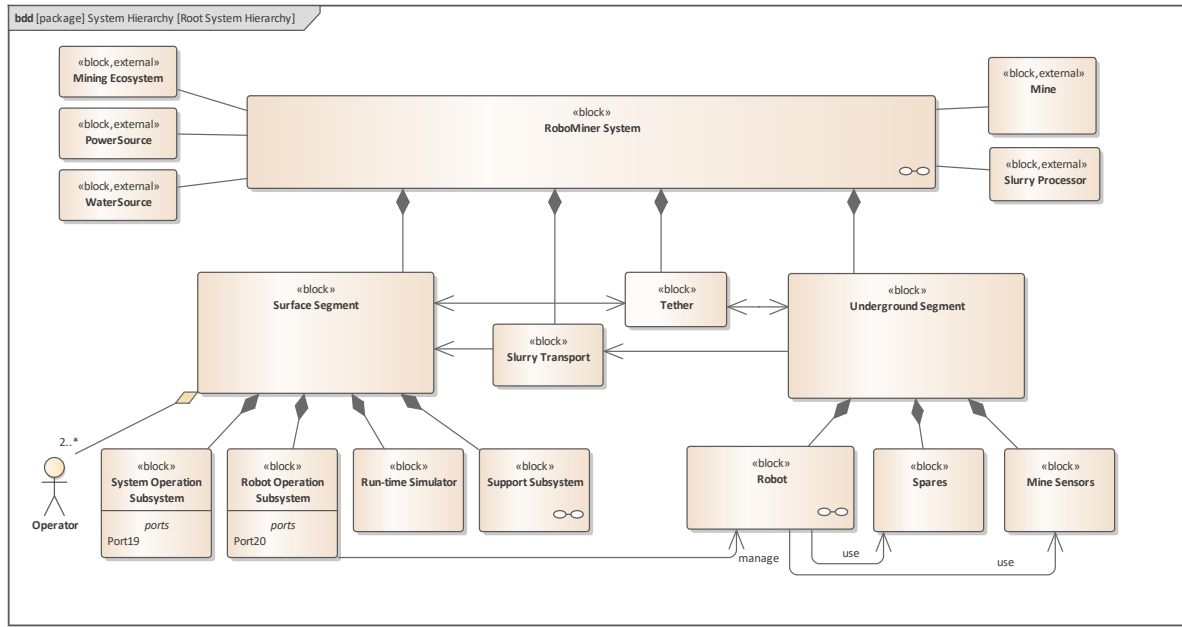 bdd [package] System Hierarchy [Root System Hierarchy]
«block,external»
Mining Ecosystem
«block,external»
PowerSource
«block,external»
WaterSource
«block»
RoboMiner System
«block,external»
Mine
«block,external»
Slurry Processor
«block»
Surface Segment
«block»
Tether
«block»
Underground Segment
«block»
Slurry Transport
2..*
Operator
«block»
System Operation
Subsystem
ports
Port19
«block»
Robot Operation
Subsystem
ports
Port20
«block»
Run-time Simulator
«block»
Support Subsystem
«block»
Robot
«block»
Spares
«block»
Mine Sensors
manage
use
use